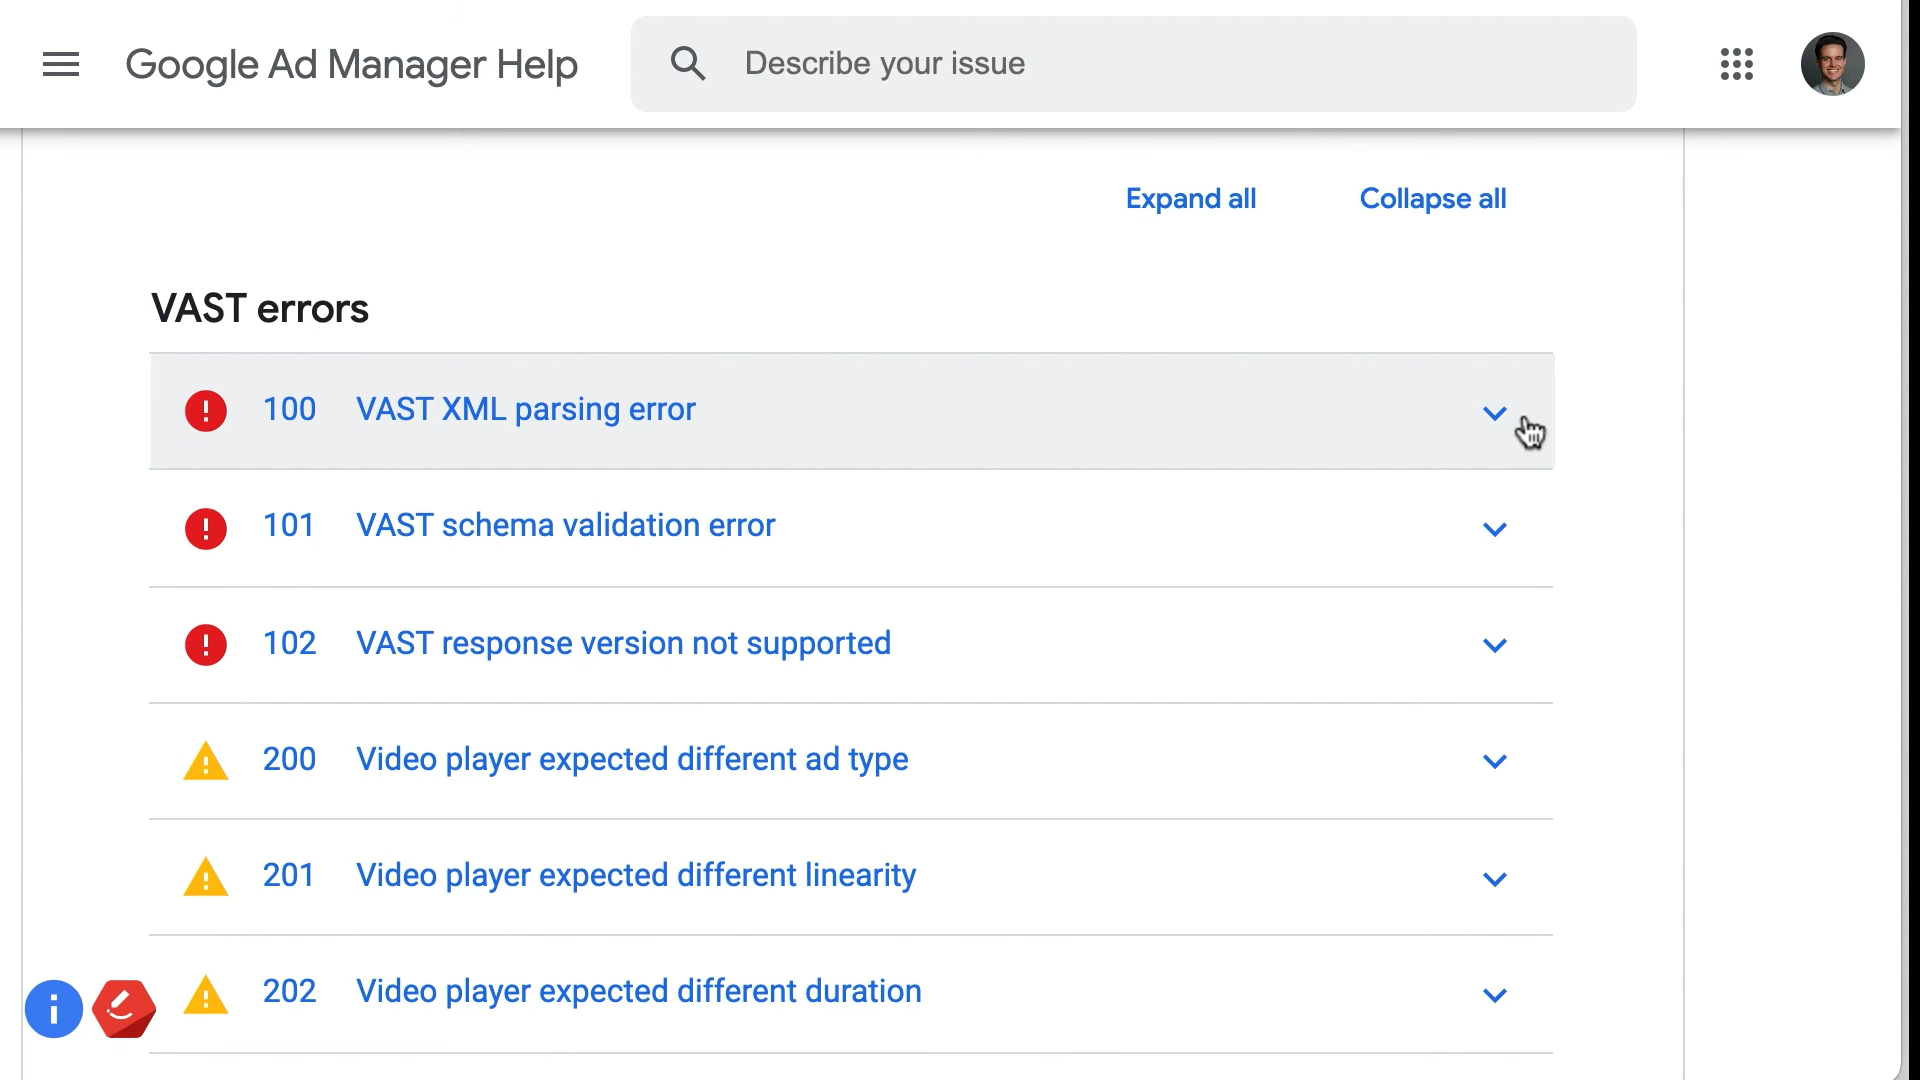 Google Ad Manager Help
Describe your issue
Expand all
Collapse all
VAST errors
100 VAST XML parsing error
101 VAST schema validation error
102 VAST response version not supported
200 Video player expected different ad type
201 Video player expected different linearity
202 Video player expected different duration